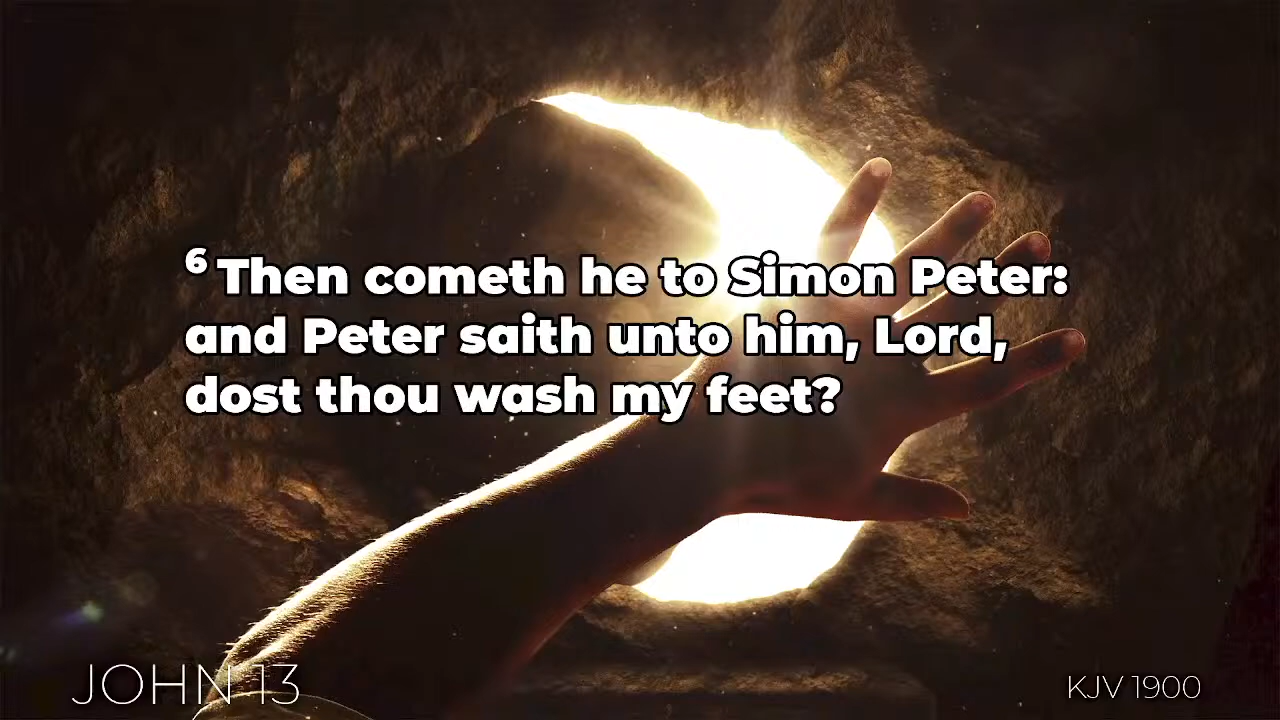 6 Then cometh he to Simon Peter:
and Peter saith unto him, Lord,
dost thou wash my feet?
JOHN 13
KJV 1900